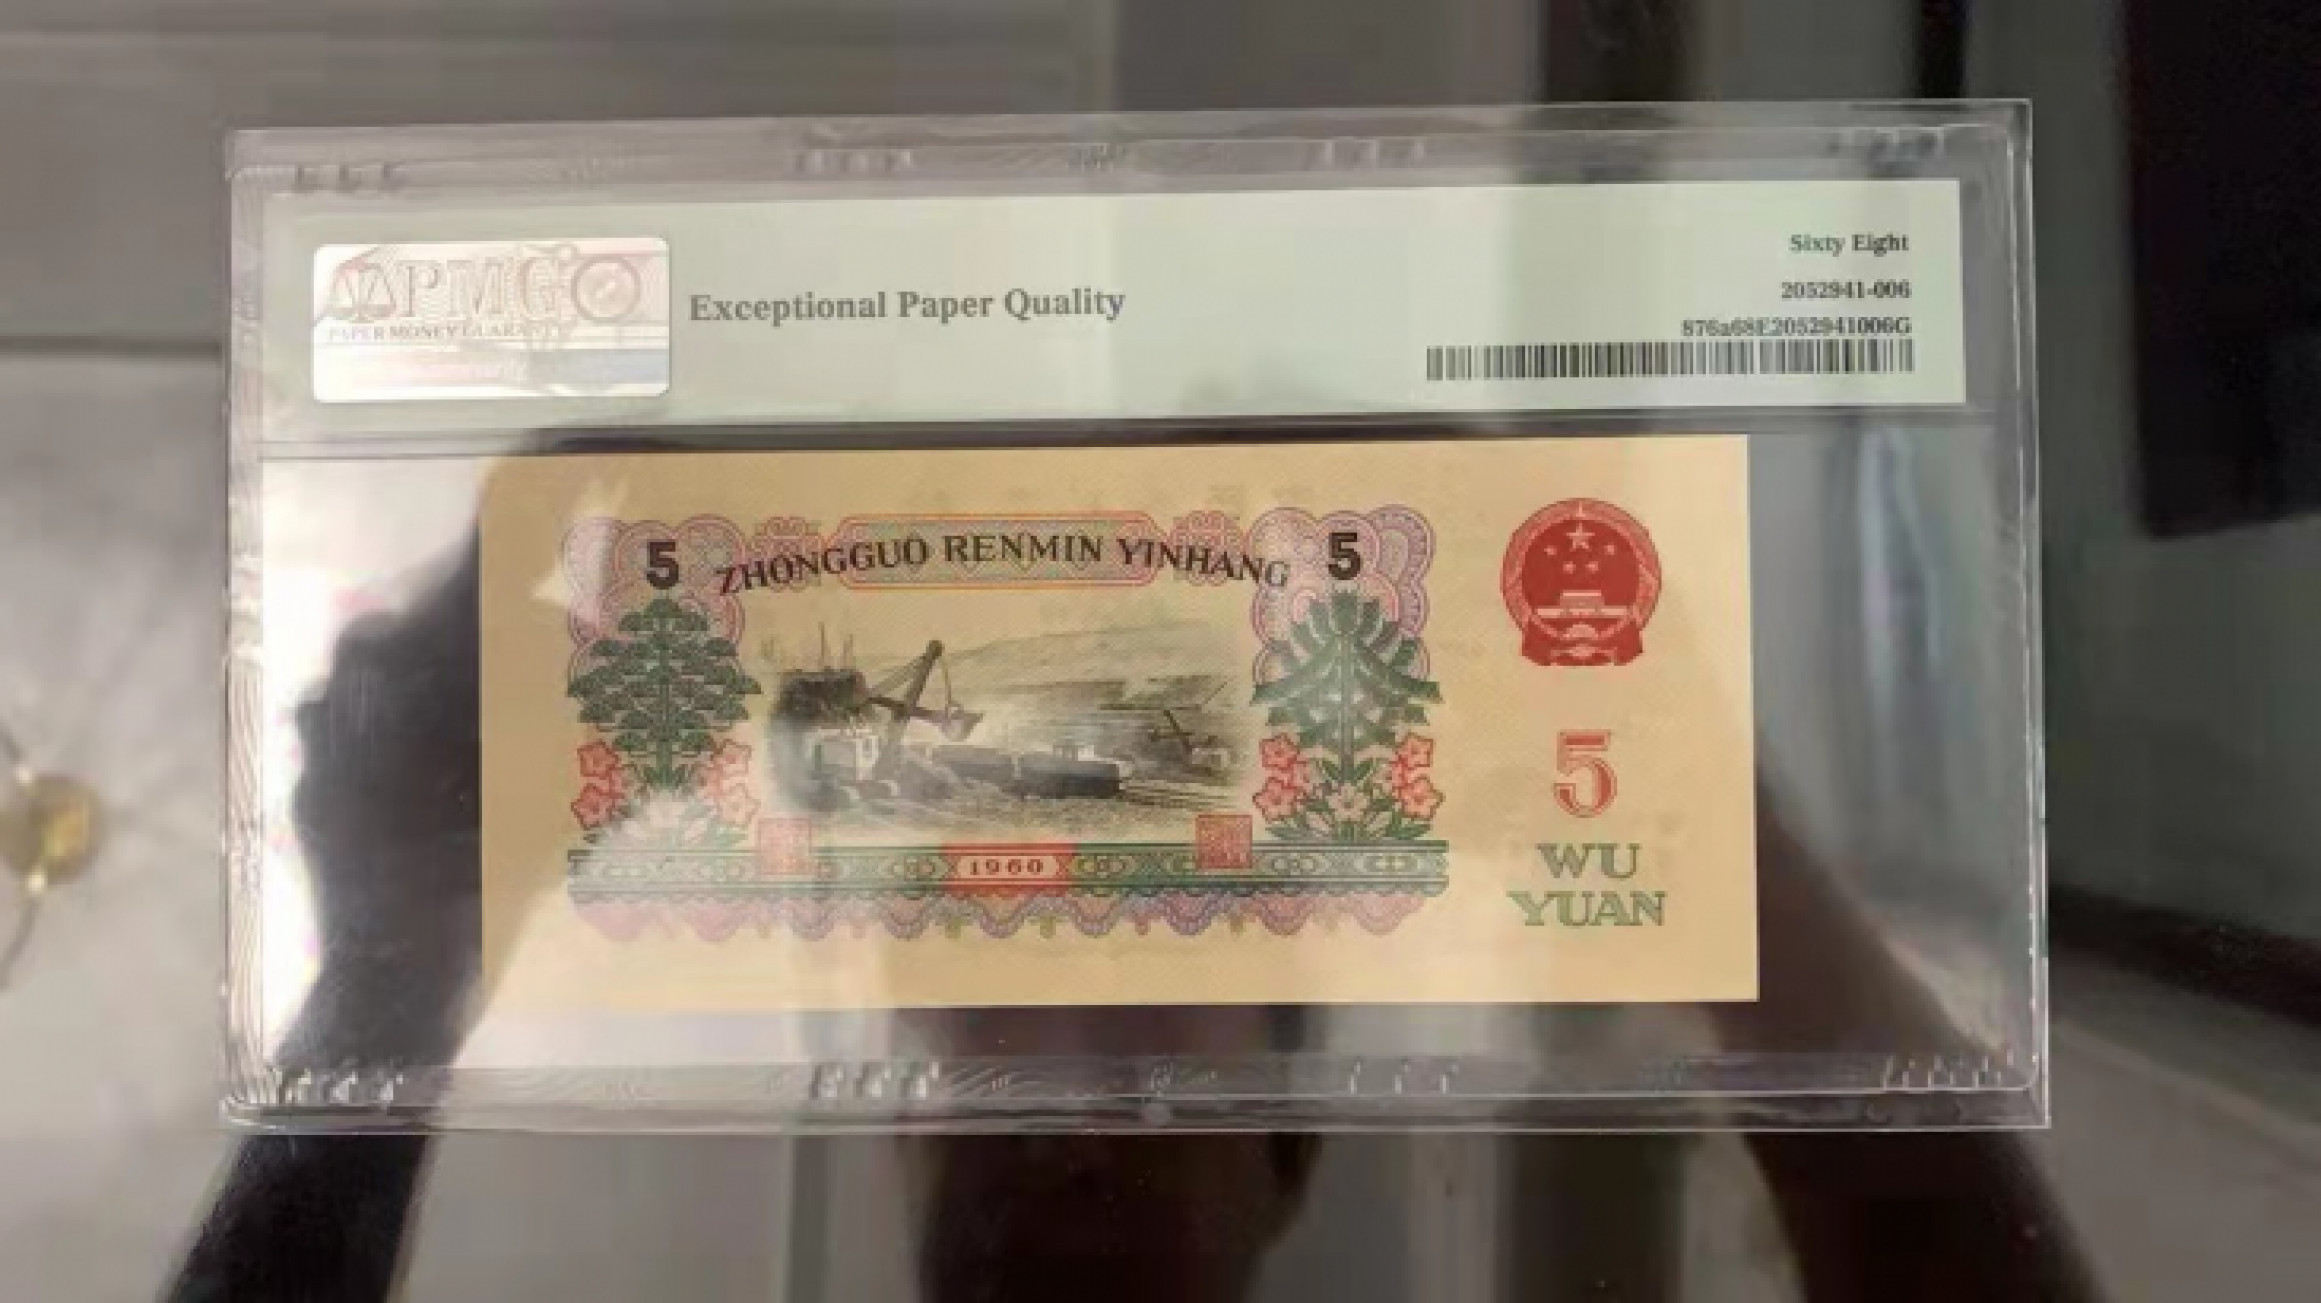 PMG
PAPER MONEY GUARANTY
Exceptional Paper Quality
Sixty Eight
2052941-006
876a68E2052941006G
5 ZHONGGUO RENMIN YINHANG 5
5
WU
YUAN
1960